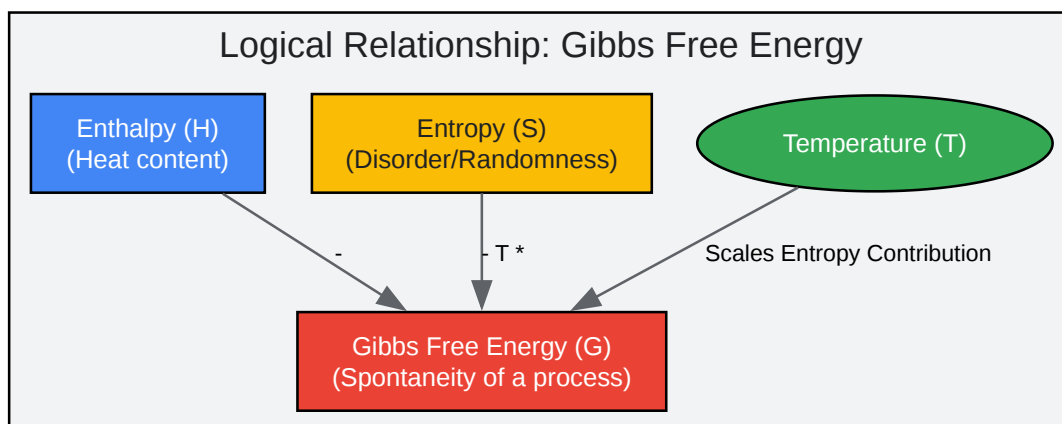 Logical Relationship: Gibbs Free Energy
Enthalpy (H)
(Heat content)
Entropy (S)
(Disorder/Randomness)
Temperature (T)
-
- T *
Scales Entropy Contribution
Gibbs Free Energy (G)
(Spontaneity of a process)